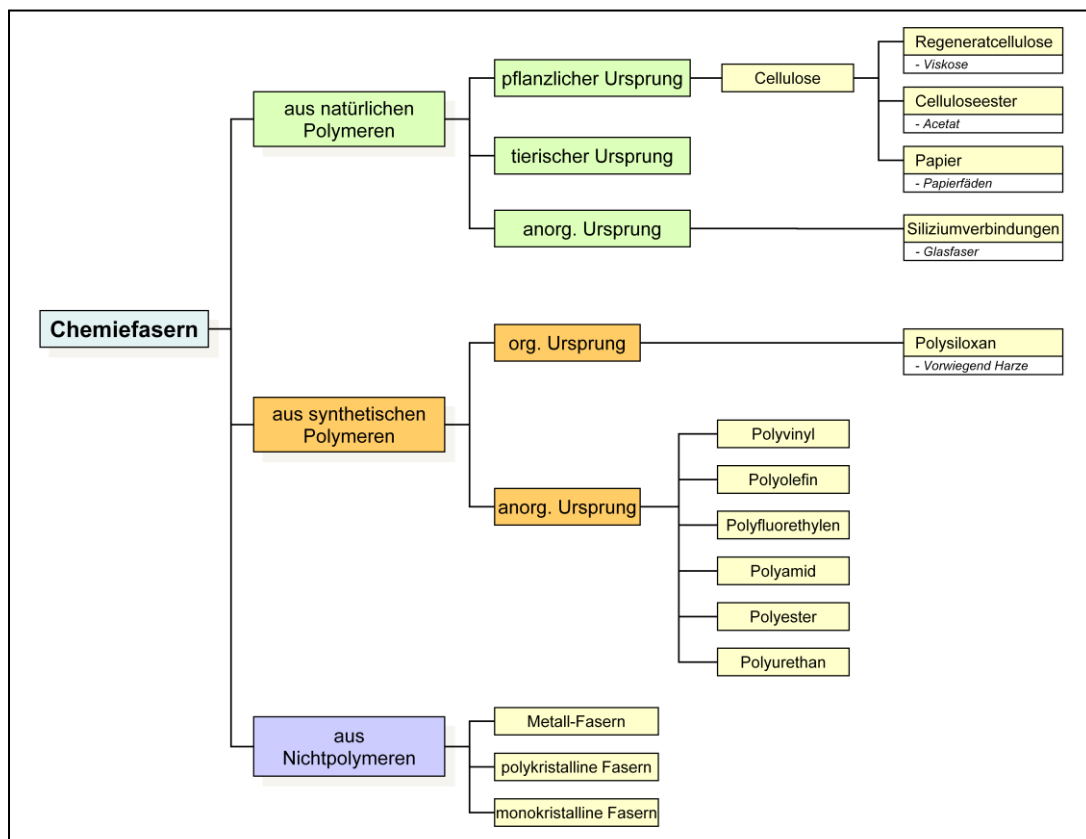 Chemiefasern
aus natürlichen
Polymeren
pflanzlicher Ursprung
Cellulose
Regeneratcellulose
- Viskose
Celluloseester
- Acetat
Papier
- Papierfäden
tierischer Ursprung
anorg. Ursprung
Siliziumverbindungen
- Glasfaser
aus synthetischen
Polymeren
org. Ursprung
Polysiloxan
- Vorwiegend Harze
anorg. Ursprung
Polyvinyl
Polyolefin
Polyfluorethylen
Polyamid
Polyester
Polyurethan
aus
Nichtpolymeren
Metall-Fasern
polykristalline Fasern
monokristalline Fasern